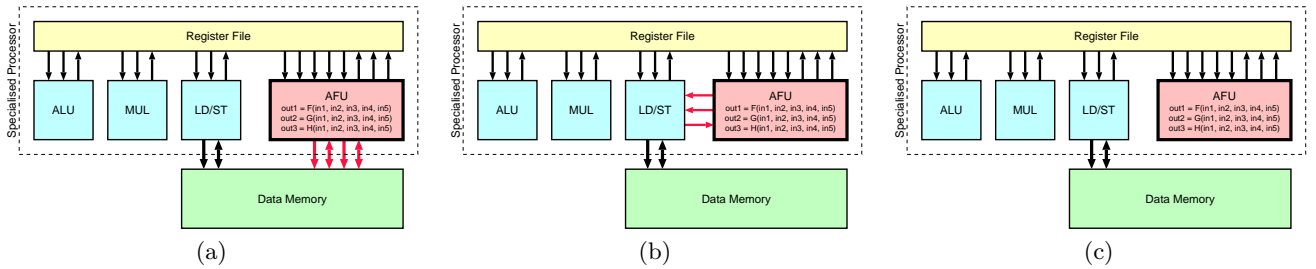 Specialised Processor
Register File
ALU
MUL
LD/ST
AFU
out1 = F(in1, in2, in3, in4, in5)
out2 = G(in1, in2, in3, in4, in5)
out3 = H(in1, in2, in3, in4, in5)
Data Memory
(a)
Specialised Processor
Register File
ALU
MUL
LD/ST
AFU
out1 = F(in1, in2, in3, in4, in5)
out2 = G(in1, in2, in3, in4, in5)
out3 = H(in1, in2, in3, in4, in5)
Data Memory
(b)
Specialised Processor
Register File
ALU
MUL
LD/ST
AFU
out1 = F(in1, in2, in3, in4, in5)
out2 = G(in1, in2, in3, in4, in5)
out3 = H(in1, in2, in3, in4, in5)
Data Memory
(c)